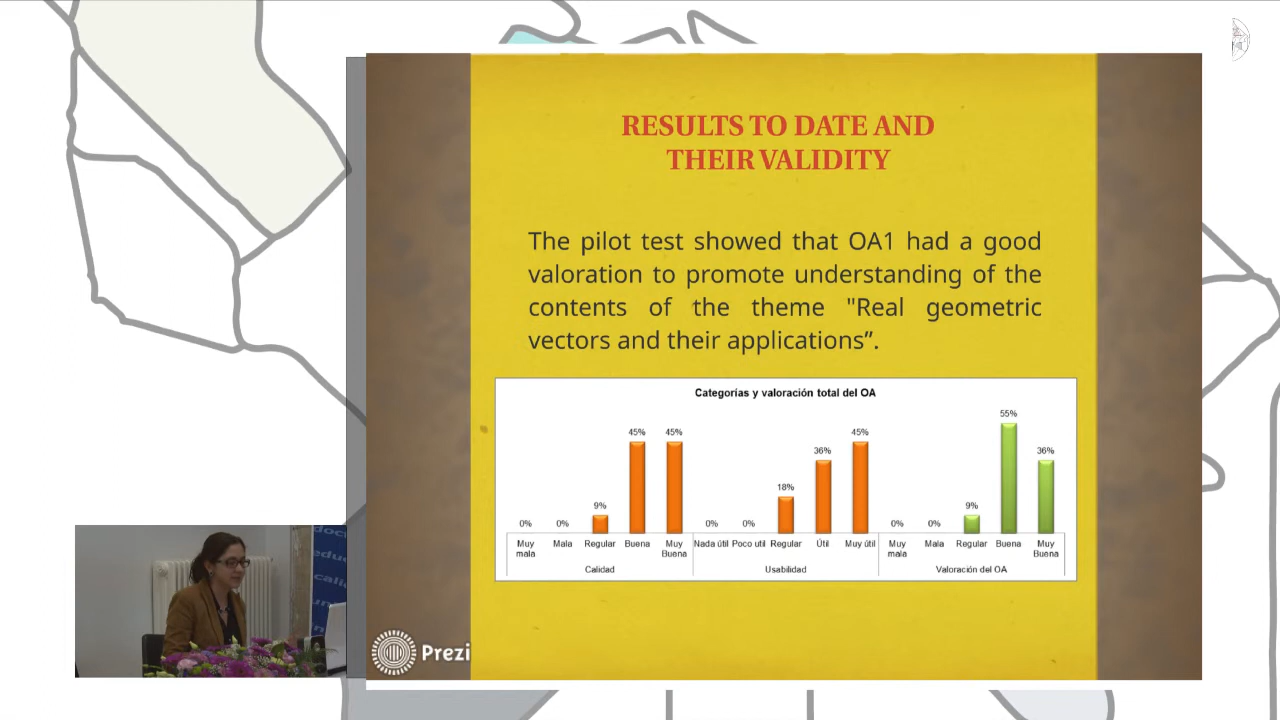 RESULTS TO DATE AND
THEIR VALIDITY
The pilot test showed that OA1 had a good
valoration to promote understanding of the
contents of the theme "Real geometric
vectors and their applications”.
Categorías y valoración total del OA
0% 0% 9% 45% 45% 0% 0% 18% 36% 45% 0% 0% 9% 55% 36%
Muy mala Mala Regular Buena Muy Buena Nada útil Poco util Regular Útil Muy útil Muy mala Mala Regular Buena Muy Buena
Calidad Usabilidad Valoración del OA
Prezi